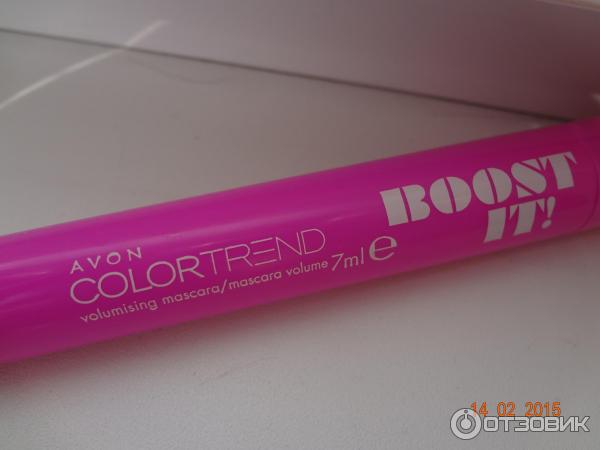 BOOST
IT!
AVON
COLORTREND
volumising mascara/mascara volume 7ml e
14 02 2015
ОТЗОВИК